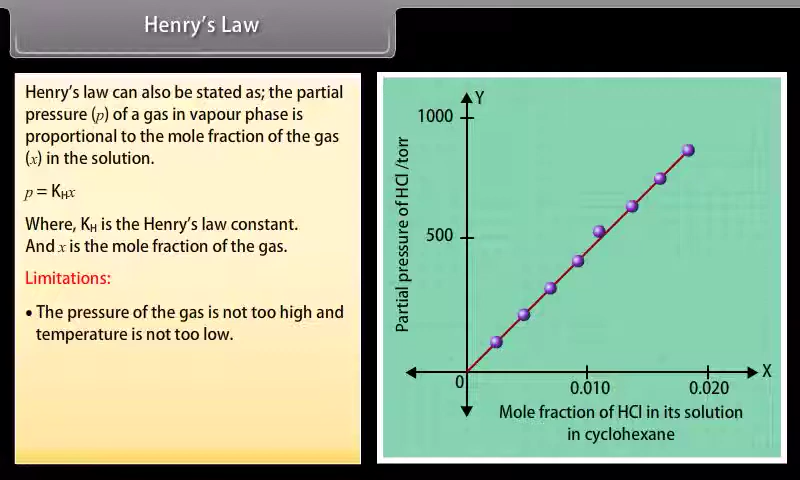 Henry's Law
Henry's law can also be stated as; the partial
pressure (p) of a gas in vapour phase is
proportional to the mole fraction of the gas
(x) in the solution.
p = KHx
Where, KH is the Henry's law constant.
And x is the mole fraction of the gas.
Limitations:
• The pressure of the gas is not too high and
temperature is not too low.
Y
1000
500
Partial pressure of HCl /torr
0
0.010
0.020
X
Mole fraction of HCl in its solution
in cyclohexane